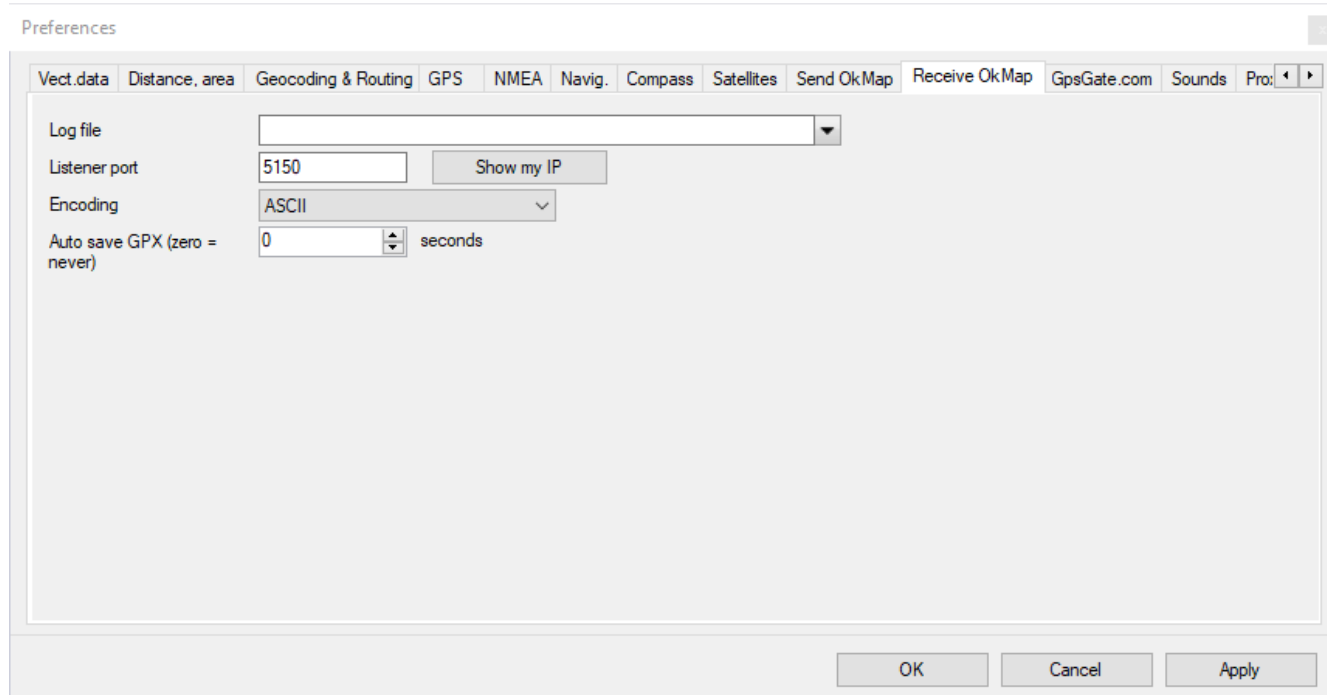 Preferences
Vect.data Distance, area Geocoding & Routing GPS NMEA Navig. Compass Satellites Send OkMap Receive OkMap GpsGate.com Sounds
Log file
Listener port 5150 Show my IP
Encoding ASCII
Auto save GPX (zero = 0 seconds
never)
OK Cancel Apply